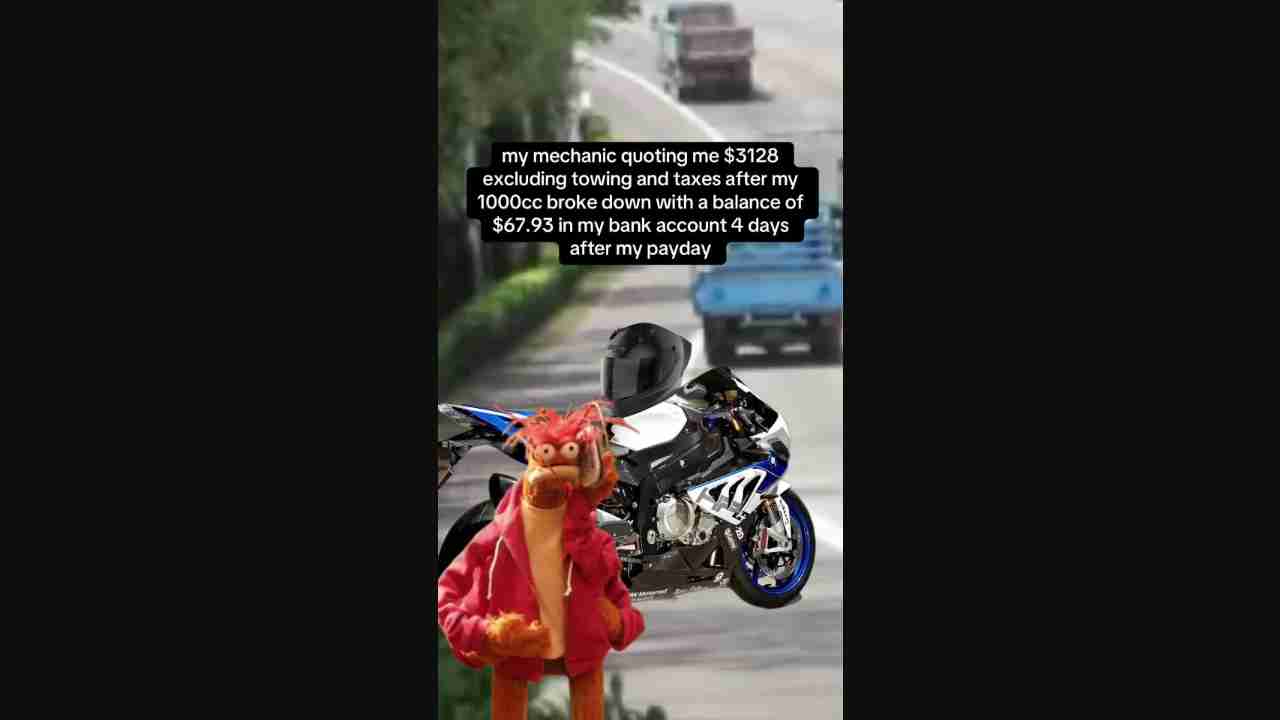 my mechanic quoting me $3128
excluding towing and taxes after my
1000cc broke down with a balance of
$67.93 in my bank account 4 days
after my payday